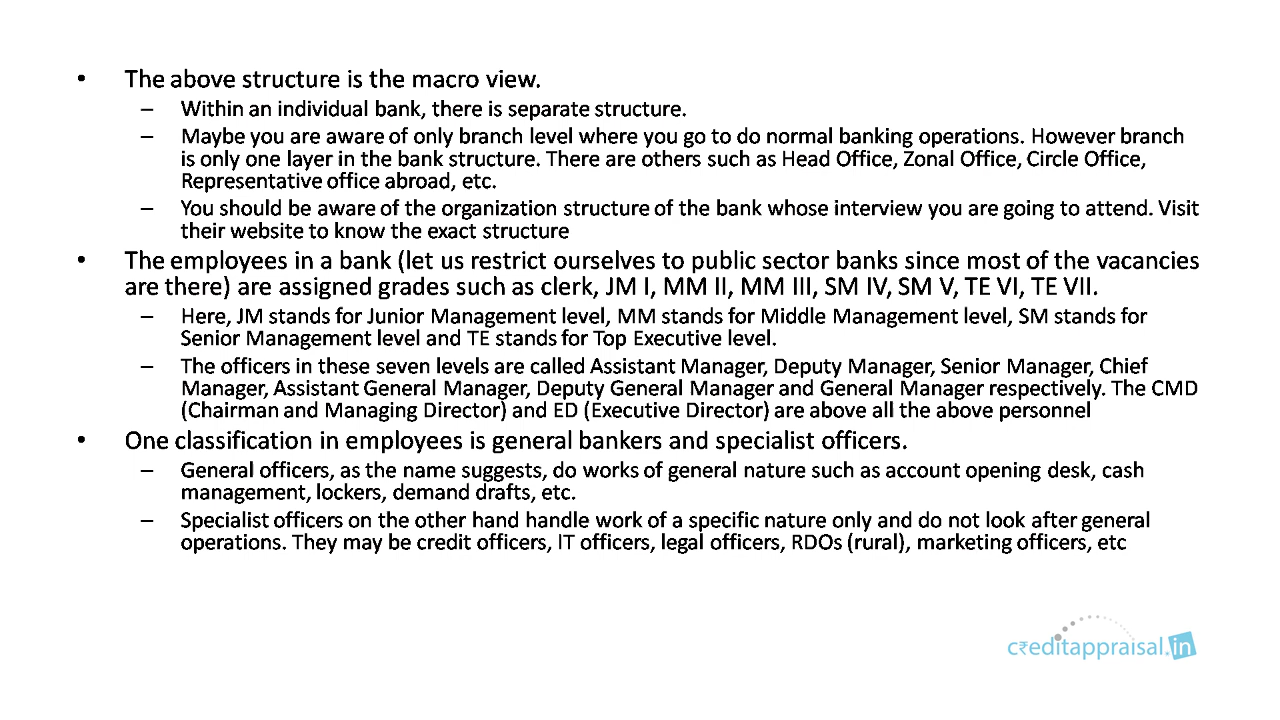 • The above structure is the macro view.
– Within an individual bank, there is separate structure.
– Maybe you are aware of only branch level where you go to do normal banking operations. However branch
is only one layer in the bank structure. There are others such as Head Office, Zonal Office, Circle Office,
Representative office abroad, etc.
– You should be aware of the organization structure of the bank whose interview you are going to attend. Visit
their website to know the exact structure
• The employees in a bank (let us restrict ourselves to public sector banks since most of the vacancies
are there) are assigned grades such as clerk, JM I, MM II, MM III, SM IV, SM V, TE VI, TE VII.
– Here, JM stands for Junior Management level, MM stands for Middle Management level, SM stands for
Senior Management level and TE stands for Top Executive level.
– The officers in these seven levels are called Assistant Manager, Deputy Manager, Senior Manager, Chief
Manager, Assistant General Manager, Deputy General Manager and General Manager respectively. The CMD
(Chairman and Managing Director) and ED (Executive Director) are above all the above personnel
• One classification in employees is general bankers and specialist officers.
– General officers, as the name suggests, do works of general nature such as account opening desk, cash
management, lockers, demand drafts, etc.
– Specialist officers on the other hand handle work of a specific nature only and do not look after general
operations. They may be credit officers, IT officers, legal officers, RDOs (rural), marketing officers, etc
c₹editappraisal.in